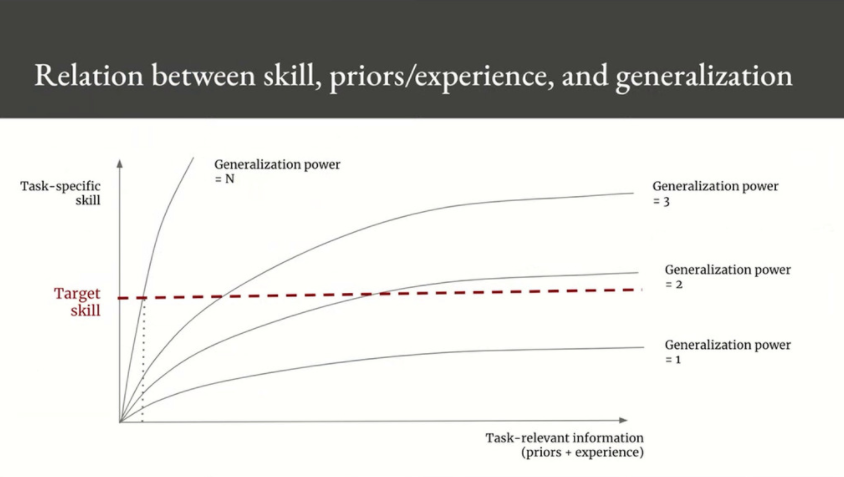 Relation between skill, priors/experience, and generalization
Task-specific
skill
Generalization power
= N
Generalization power
= 3
Generalization power
= 2
Target
skill
Generalization power
= 1
Task-relevant information
(priors + experience)